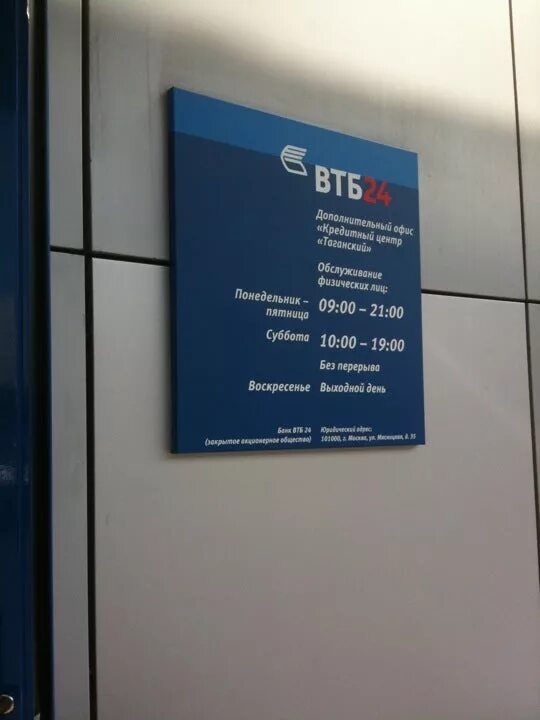 ВТБ24
Дополнительный офис
«Кредитный центр
«Таганский»
Обслуживание
физических лиц:
Понедельник –
пятница
09:00 – 21:00
Суббота
10:00 – 19:00
Без перерыва
Воскресенье
Выходной день
Банк ВТБ 24
(закрытое акционерное общество)
Юридический адрес:
101000, г. Москва, ул. Мясницкая, д. 35